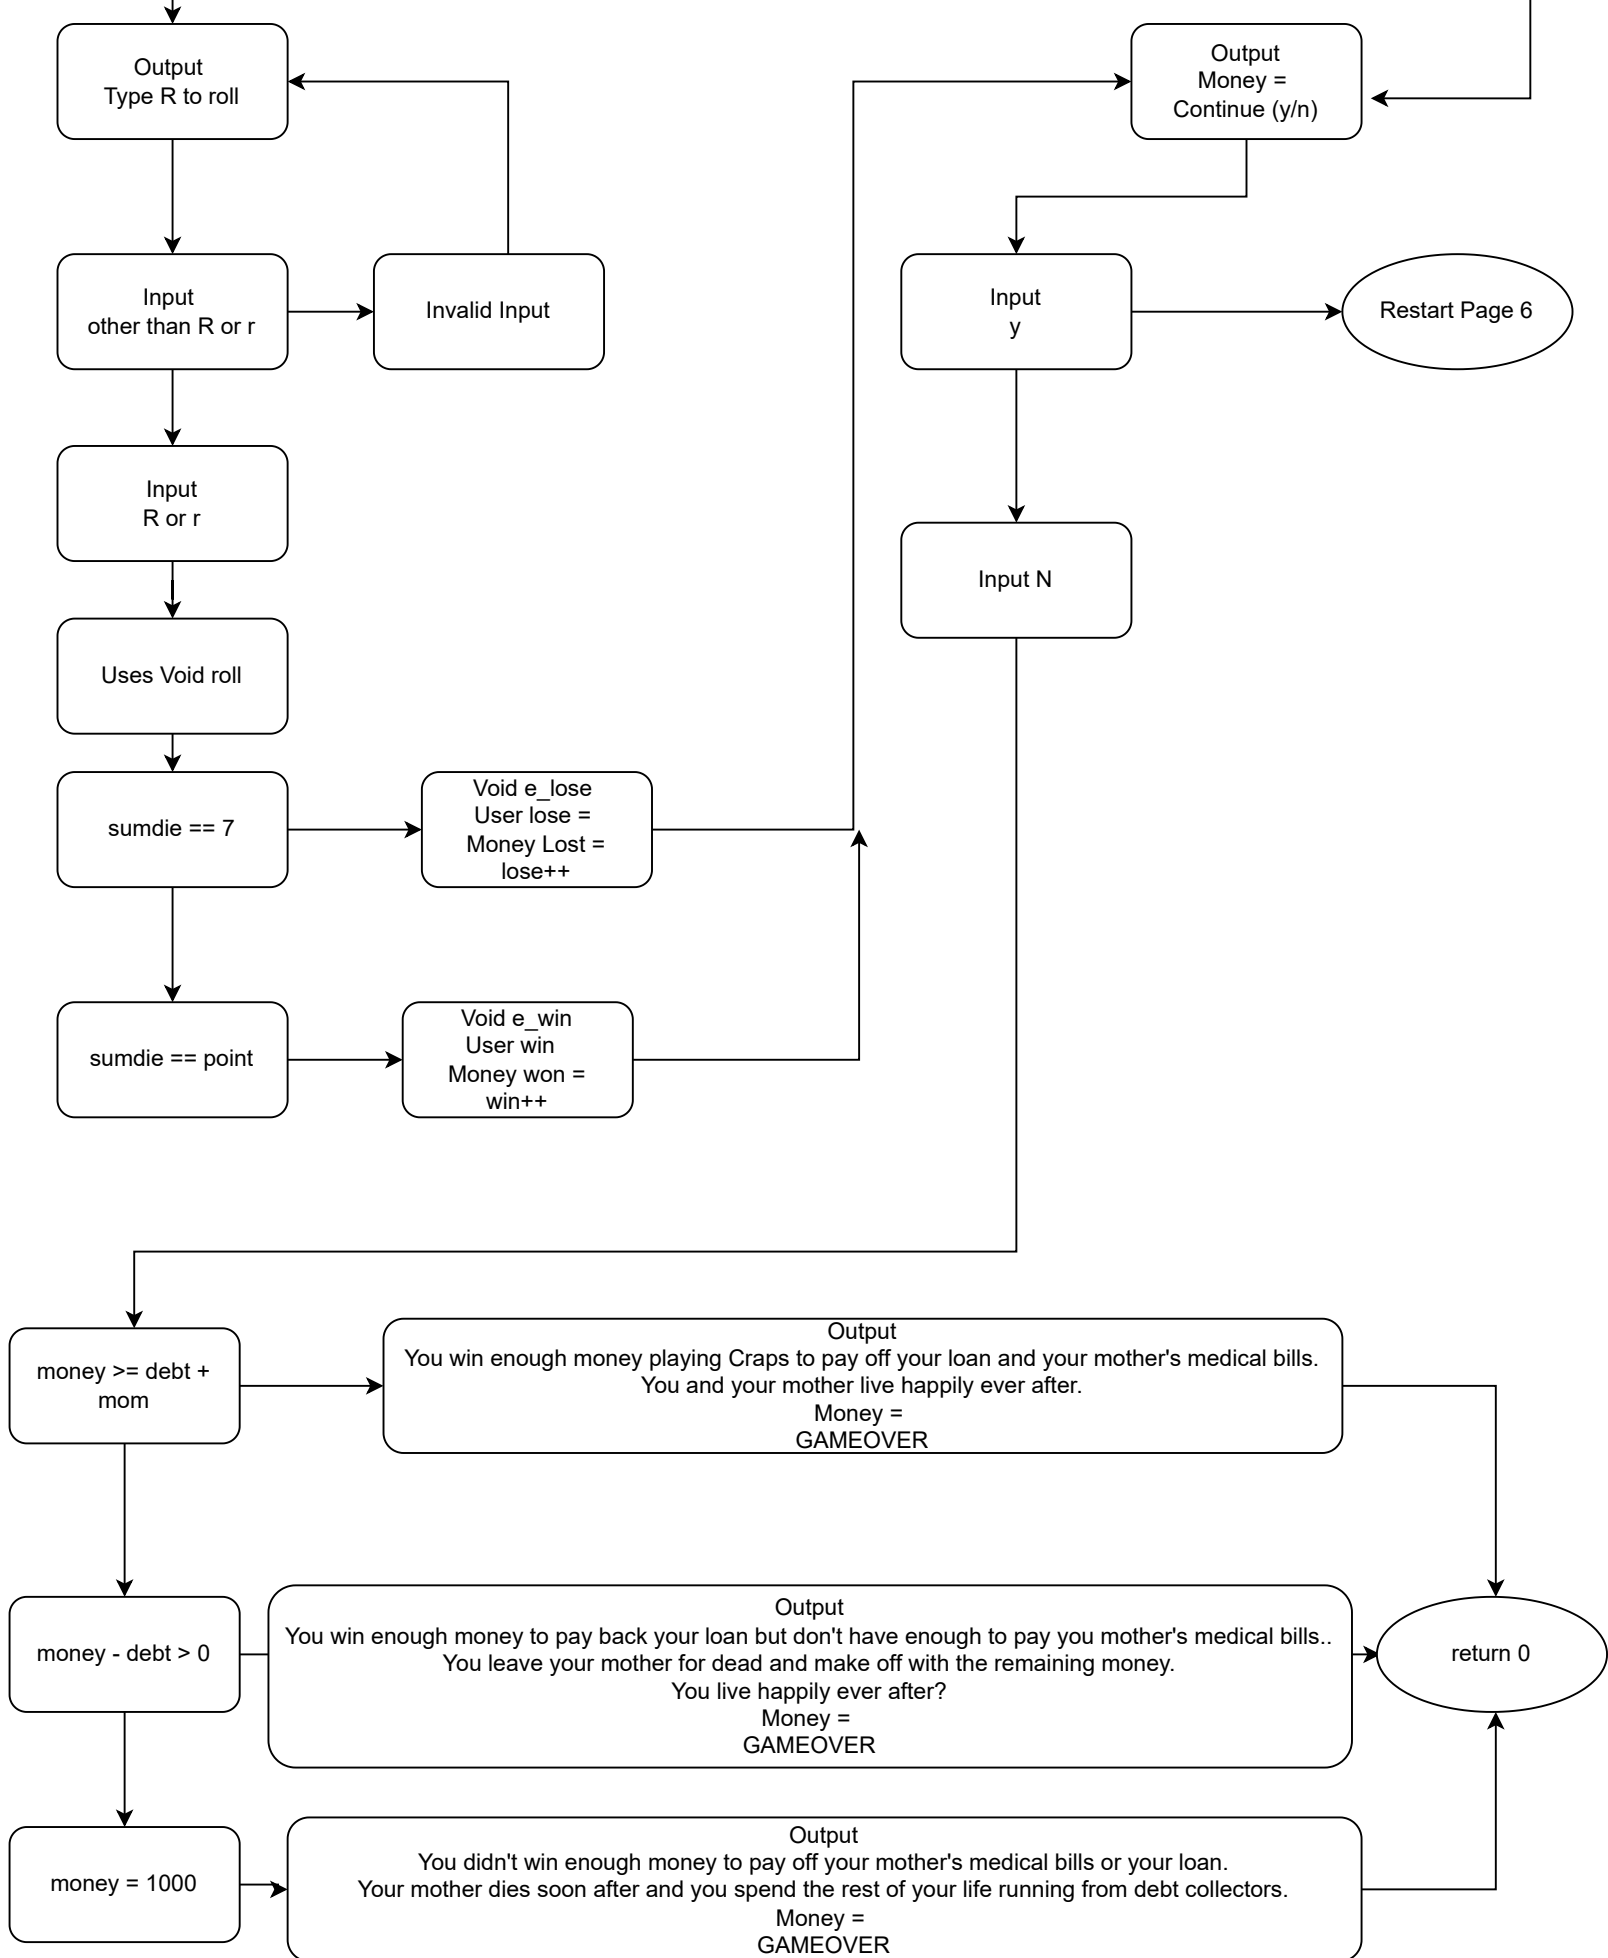 Output
Type R to roll
Output
Money =
Continue (y/n)
Input
other than R or r
Invalid Input
Input
y
Restart Page 6
Input
R or r
Input N
Uses Void roll
sumdie == 7
Void e_lose
User lose =
Money Lost =
lose++
sumdie == point
Void e_win
User win
Money won =
win++
money >= debt +
mom
Output
You win enough money playing Craps to pay off your loan and your mother's medical bills.
You and your mother live happily ever after.
Money =
GAMEOVER
money - debt > 0
Output
You win enough money to pay back your loan but don't have enough to pay you mother's medical bills..
You leave your mother for dead and make off with the remaining money.
You live happily ever after?
Money =
GAMEOVER
return 0
money = 1000
Output
You didn't win enough money to pay off your mother's medical bills or your loan.
Your mother dies soon after and you spend the rest of your life running from debt collectors.
Money =
GAMEOVER